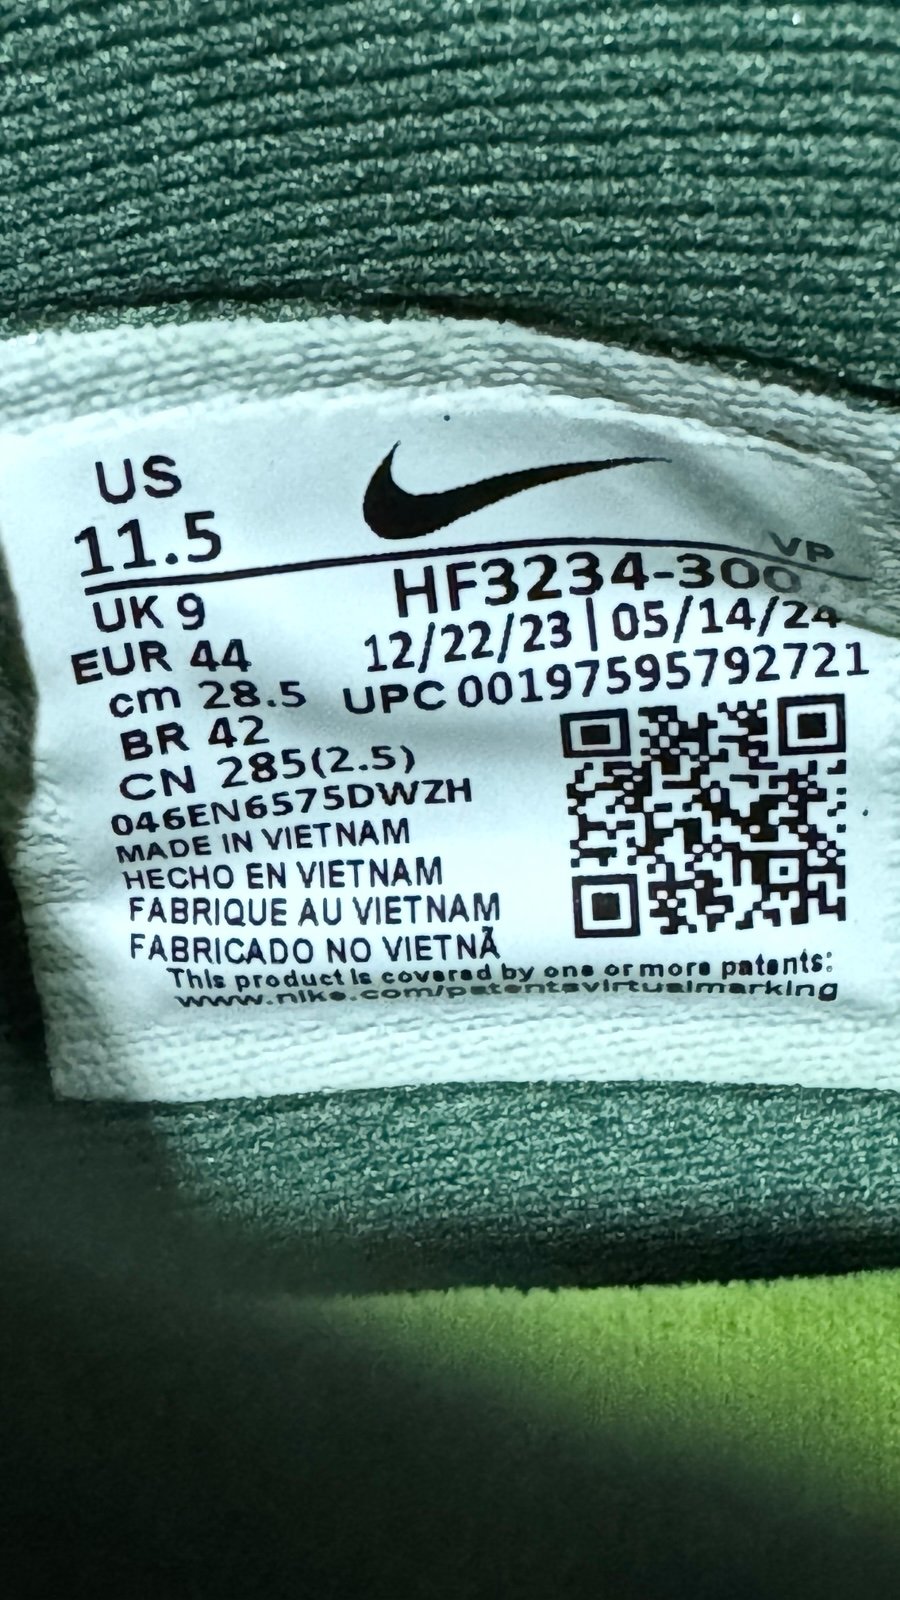 US
11.5
VP
HF3234-300
UK 9
12/22/23 | 05/14/24
EUR 44
UPC 00197595792721
cm 28.5
BR 42
CN 285(2.5)
046EN6575DWZH
MADE IN VIETNAM
HECHO EN VIETNAM
FABRIQUE AU VIETNAM
FABRICADO NO VIETNÃ
This product is covered by one or more patents:
www.nike.com/patentsvirtualmarking